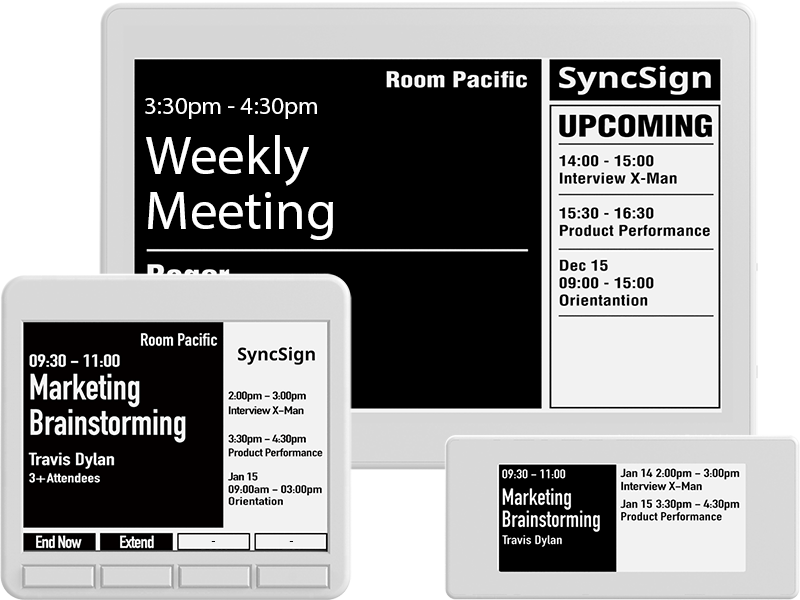 Room Pacific
3:30pm - 4:30pm
Weekly
Meeting
Roger
SyncSign
UPCOMING
14:00 - 15:00
Interview X-Man
15:30 - 16:30
Product Performance
Dec 15
09:00 - 15:00
Orientantion
Room Pacific
09:30 – 11:00
Marketing
Brainstorming
Travis Dylan
3+Attendees
SyncSign
2:00pm – 3:00pm
Interview X–Man
3:30pm – 4:30pm
Product Performance
Jan 15
09:00am – 03:00pm
Orientation
End Now
Extend
-
-
09:30 – 11:00
Marketing
Brainstorming
Travis Dylan
Jan 14 2:00pm – 3:00pm
Interview X–Man
Jan 15 3:30pm – 4:30pm
Product Performance